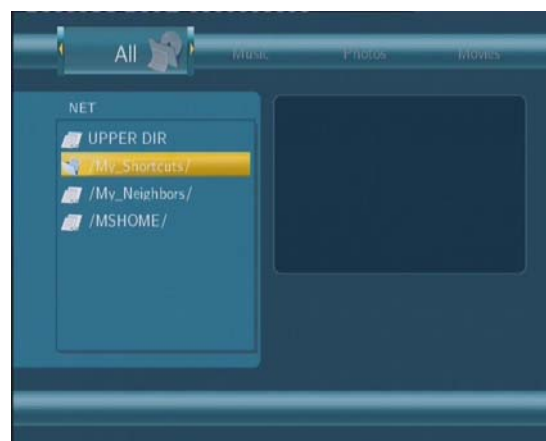 All Music Photos Movies
NET
UPPER DIR
/My_Shortcuts/
/My_Neighbors/
/MSHOME/